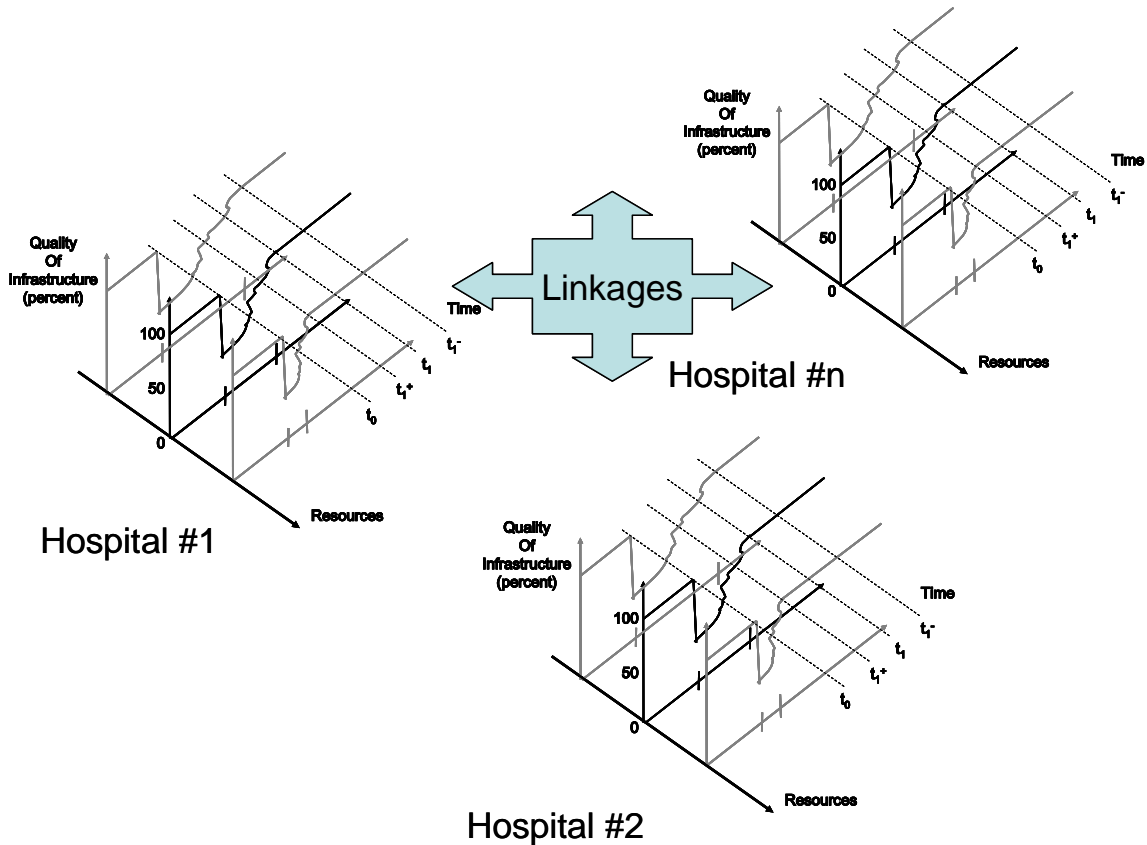 Quality
Of
Infrastructure
(percent)
100
50
0
Time
t₁⁻
t₁
t₁⁺
t₀
Resources
Hospital #1
Linkages
Quality
Of
Infrastructure
(percent)
100
50
0
Time
t₁⁻
t₁
t₁⁺
t₀
Resources
Hospital #n
Quality
Of
Infrastructure
(percent)
100
50
0
Time
t₁⁻
t₁
t₁⁺
t₀
Resources
Hospital #2